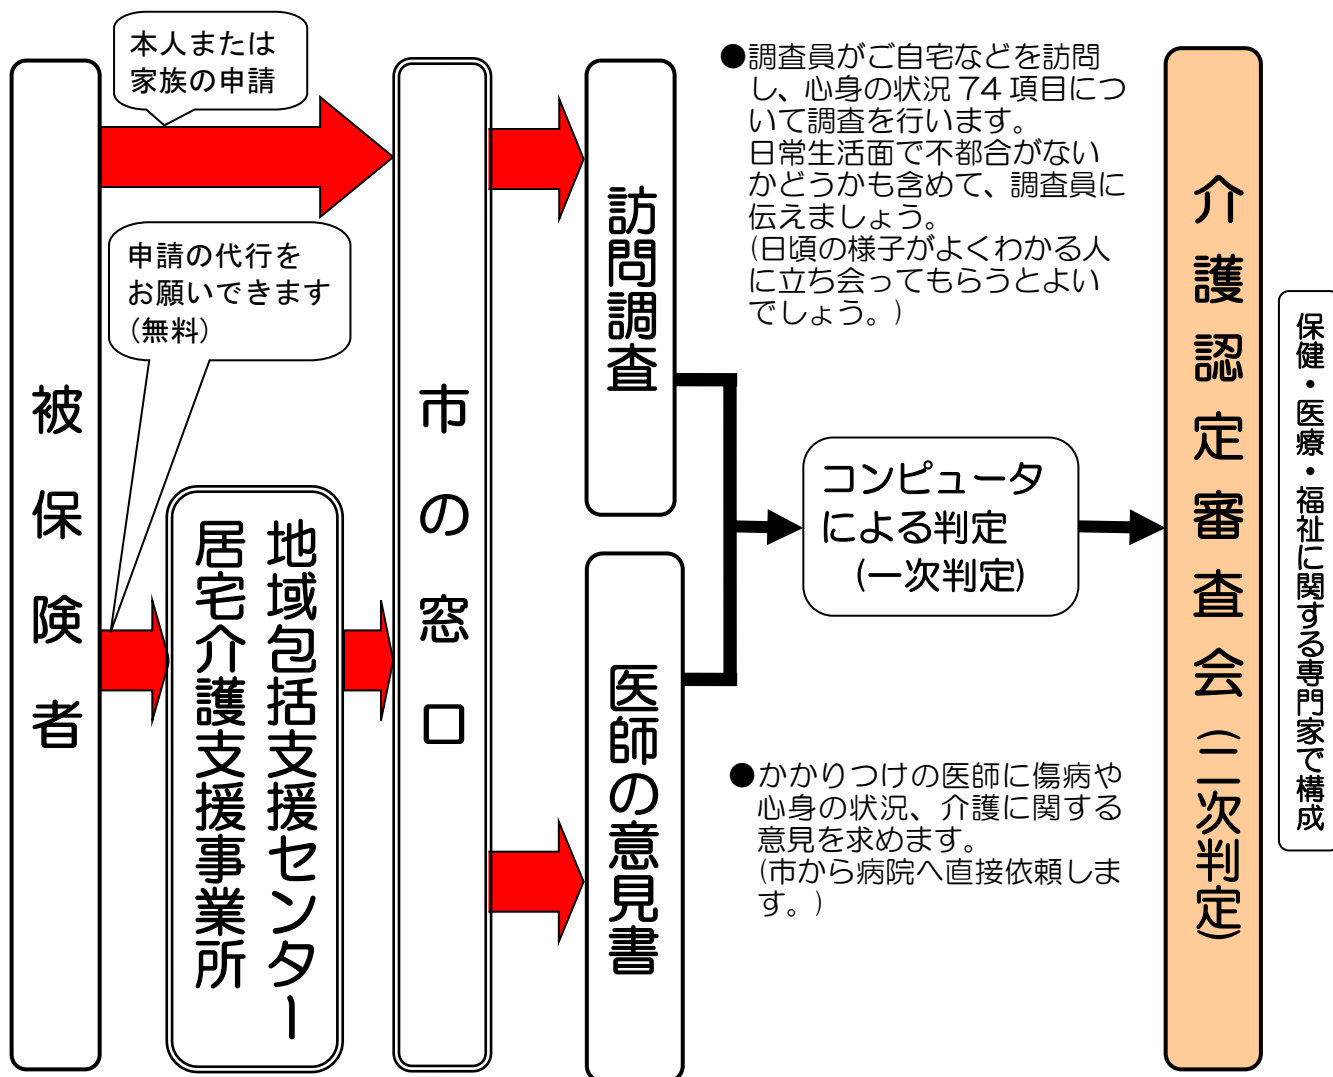 本人または
家族の申請
申請の代行を
お願いできます
（無料）
被保険者
地域包括支援センター
居宅介護支援事業所
市の窓口
訪問調査
●調査員がご自宅などを訪問
し、心身の状況 74 項目につ
いて調査を行います。
日常生活面で不都合がない
かどうかも含めて、調査員に
伝えましょう。
(日頃の様子がよくわかる人
に立ち会ってもらうとよい
でしょう。)
医師の意見書
●かかりつけの医師に傷病や
心身の状況、介護に関する
意見を求めます。
(市から病院へ直接依頼しま
す。)
コンピュータ
による判定
(一次判定)
介護認定審査会（二次判定）
保健・医療・福祉に関する専門家で構成